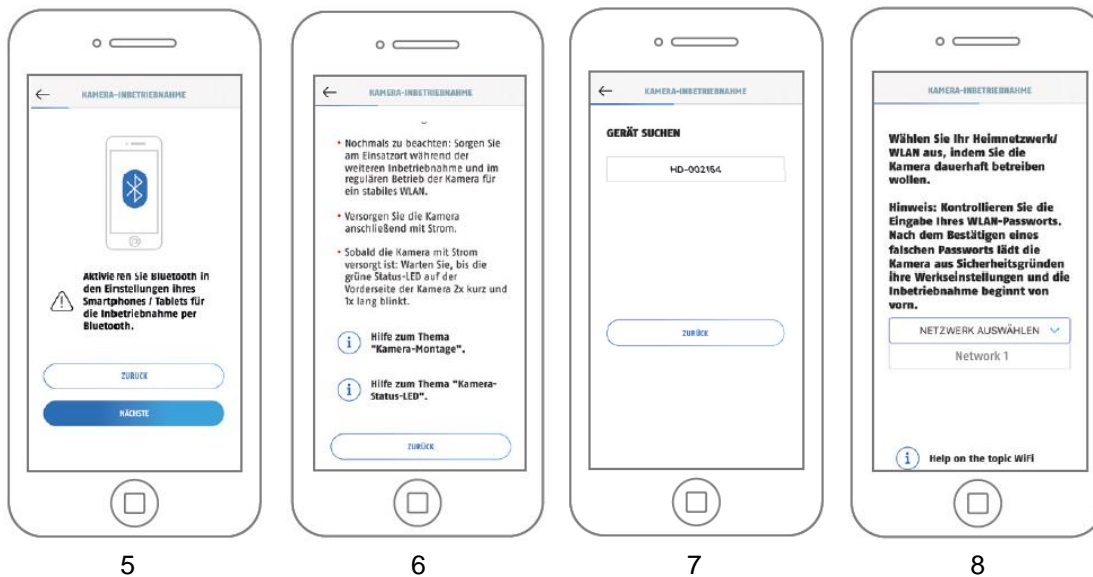 KAMERA-INBETRIEBNAHME
Aktivieren Sie Bluetooth in
den Einstellungen ihres
Smartphones / Tablets für
die Inbetriebnahme per
Bluetooth.
ZURÜCK
NÄCHSTE
5
KAMERA-INBETRIEBNAHME
• Nochmals zu beachten: Sorgen Sie
am Einsatzort während der
weiteren Inbetriebnahme und im
regulären Betrieb der Kamera für
ein stabiles WLAN.
• Versorgen Sie die Kamera
anschließend mit Strom.
• Sobald die Kamera mit Strom
versorgt ist: Warten Sie, bis die
grüne Status-LED auf der
Vorderseite der Kamera 2x kurz und
1x lang blinkt.
Hilfe zum Thema
"Kamera-Montage".
Hilfe zum Thema "Kamera-
Status-LED".
ZURÜCK
6
KAMERA-INBETRIEBNAHME
GERÄT SUCHEN
HD-002154
ZURÜCK
7
KAMERA-INBETRIEBNAHME
Wählen Sie Ihr Heimnetzwerk/
WLAN aus, indem Sie die
Kamera dauerhaft betreiben
wollen.
Hinweis: Kontrollieren Sie die
Eingabe Ihres WLAN-Passworts.
Nach dem Bestätigen eines
falschen Passworts lädt die
Kamera aus Sicherheitsgründen
ihre Werkseinstellungen und die
Inbetriebnahme beginnt von
vorn.
NETZWERK AUSWÄHLEN
Network 1
Help on the topic WiFi
8